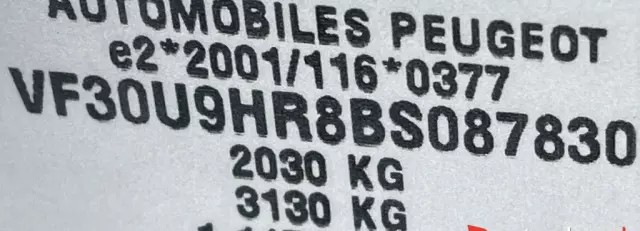 AUTOMOBILES PEUGEOT
e2*2001/116*0377
VF30U9HR8BS087830
2030 KG
3130 KG